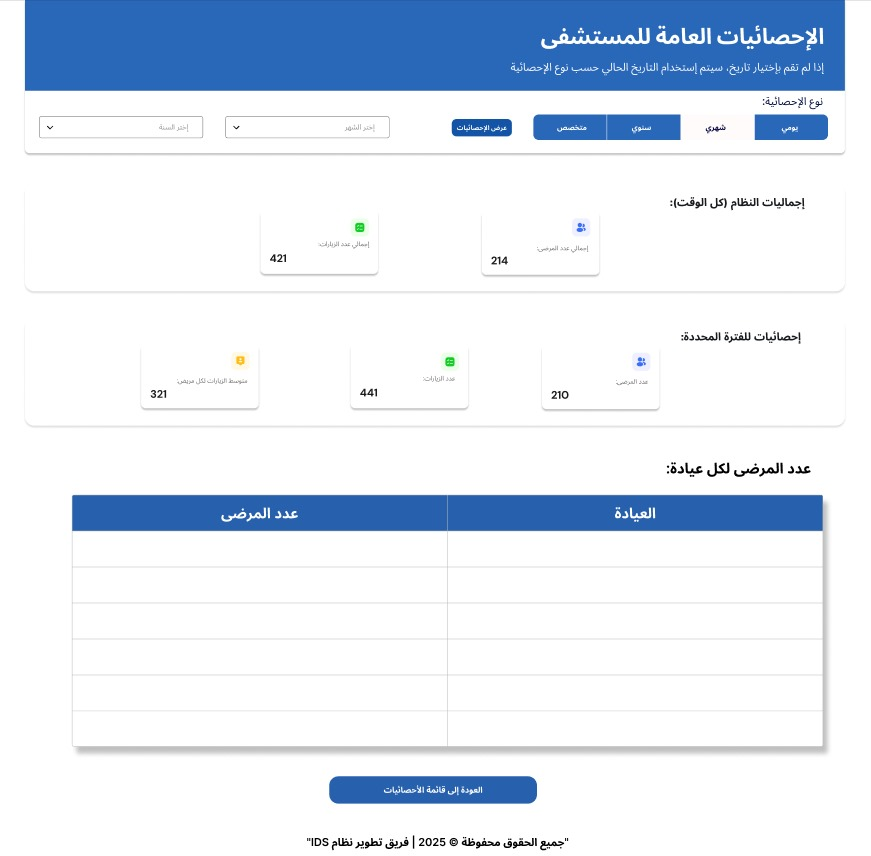 الإحصائيات العامة للمستشفى
إذا لم تقم بإختيار تاريخ، سيتم إستخدام التاريخ الحالي حسب نوع الإحصائية
نوع الإحصائية:
يومي
شهري
سنوي
متخصص
عرض الإحصائيات
إختر الشهر
إختر السنة
إجماليات النظام (كل الوقت):
إجمالي عدد المرضى:
214
إجمالي عدد الزيارات:
421
إحصائيات للفترة المحددة:
عدد المرضى:
210
عدد الزيارات:
441
متوسط الزيارات لكل مريض:
321
عدد المرضى لكل عيادة:
العيادة
عدد المرضى
العودة إلى قائمة الأحصائيات
"جميع الحقوق محفوظة © 2025 | فريق تطوير نظام IDS"